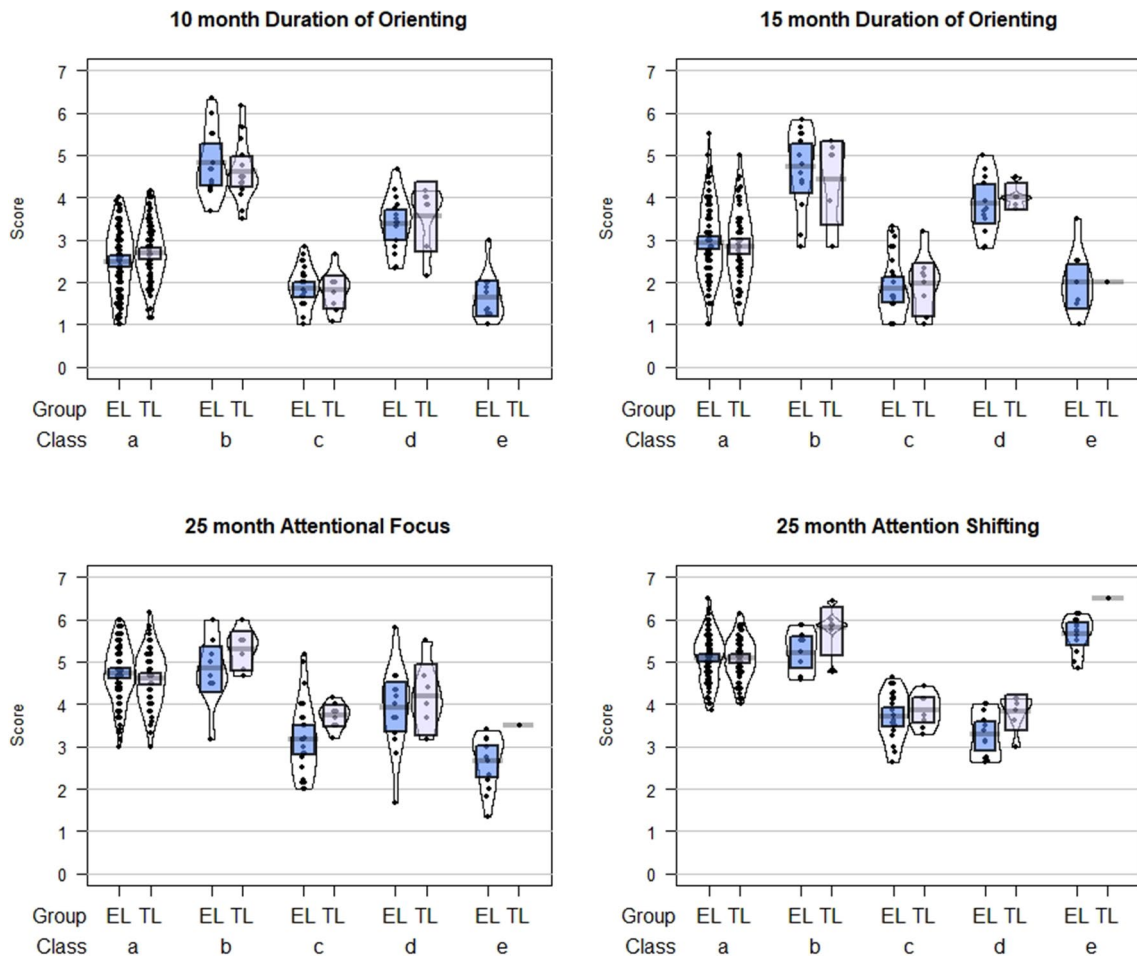 10 month Duration of Orienting
Score
7
6
5
4
3
2
1
0
Group EL TL EL TL EL TL EL TL EL TL
Class a b c d e
15 month Duration of Orienting
Score
7
6
5
4
3
2
1
0
Group EL TL EL TL EL TL EL TL EL TL
Class a b c d e
25 month Attentional Focus
Score
7
6
5
4
3
2
1
0
Group EL TL EL TL EL TL EL TL EL TL
Class a b c d e
25 month Attention Shifting
Score
7
6
5
4
3
2
1
0
Group EL TL EL TL EL TL EL TL EL TL
Class a b c d e